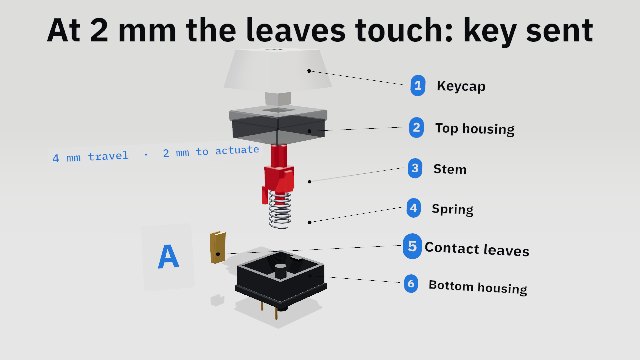 At 2 mm the leaves touch: key sent
1 Keycap
2 Top housing
4 mm travel · 2 mm to actuate
3 Stem
4 Spring
5 Contact leaves
A
6 Bottom housing